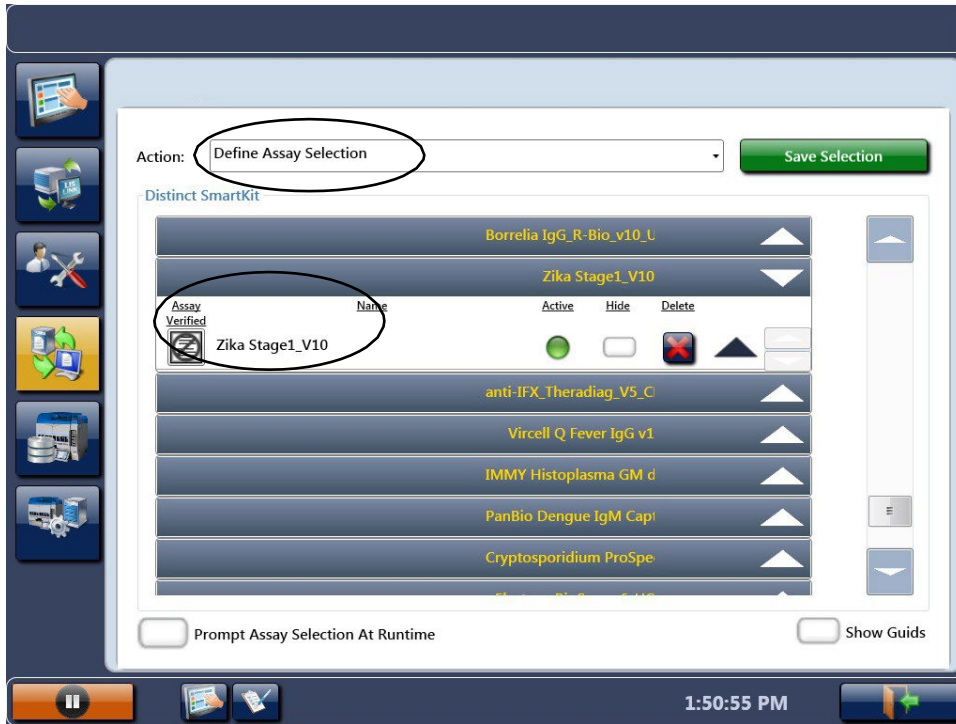 Action:
Define Assay Selection
Save Selection
Distinct SmartKit
Borrelia IgG_R-Bio_v10_U
Zika Stage1_V10
Assay Verified Name Active Hide Delete
Zika Stage1_V10
anti-IFX_Theradiag_V5_C
Vircell Q Fever IgG v1
IMMY Histoplasma GM d
PanBio Dengue IgM Capt
Cryptosporidium ProSpe
Prompt Assay Selection At Runtime
Show Guids
1:50:55 PM